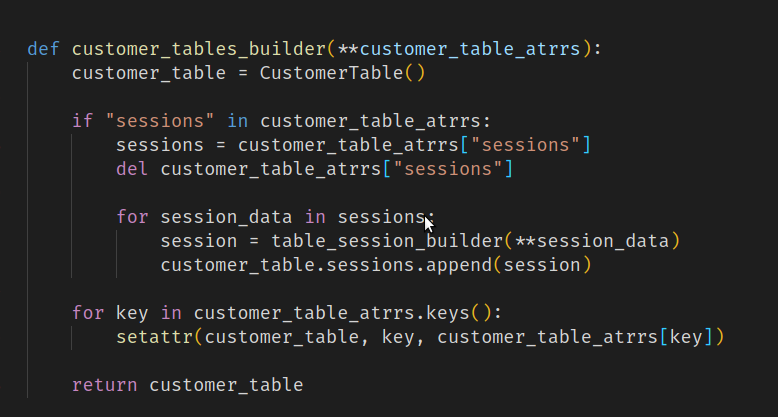 def customer_tables_builder(**customer_table_atrrs):
    customer_table = CustomerTable()

    if "sessions" in customer_table_atrrs:
        sessions = customer_table_atrrs["sessions"]
        del customer_table_atrrs["sessions"]

        for session_data in sessions:
            session = table_session_builder(**session_data)
            customer_table.sessions.append(session)

    for key in customer_table_atrrs.keys():
        setattr(customer_table, key, customer_table_atrrs[key])

    return customer_table